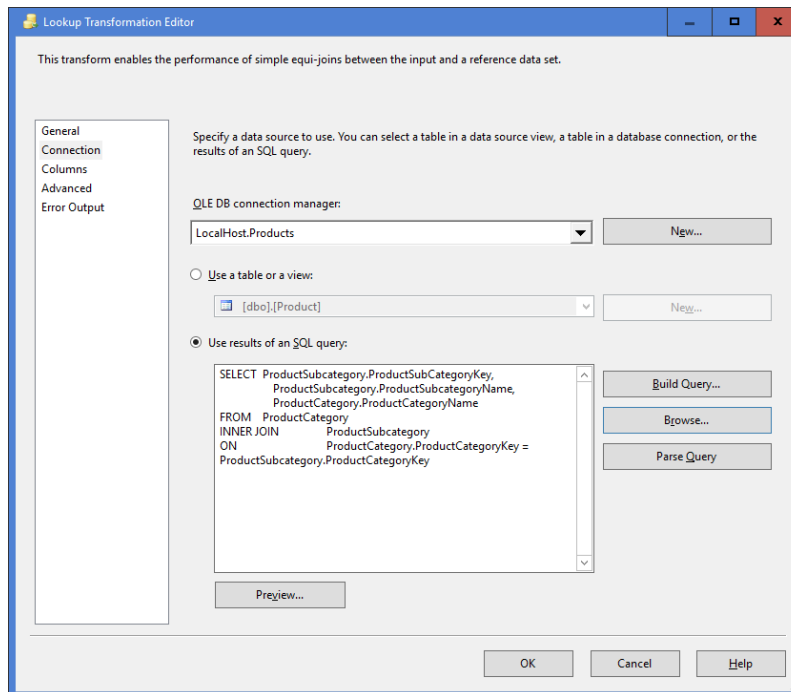 Lookup Transformation Editor
This transform enables the performance of simple equi-joins between the input and a reference data set.
General
Connection
Columns
Advanced
Error Output
Specify a data source to use. You can select a table in a data source view, a table in a database connection, or the
results of an SQL query.
OLE DB connection manager:
LocalHost.Products
New...
Use a table or a view:
[dbo].[Product]
New...
Use results of an SQL query:
SELECT ProductSubcategory.ProductSubCategoryKey,
ProductSubcategory.ProductSubcategoryName,
ProductCategory.ProductCategoryName
FROM ProductCategory
INNER JOIN ProductSubcategory
ON ProductCategory.ProductCategoryKey =
ProductSubcategory.ProductCategoryKey
Build Query...
Browse...
Parse Query
Preview...
OK
Cancel
Help